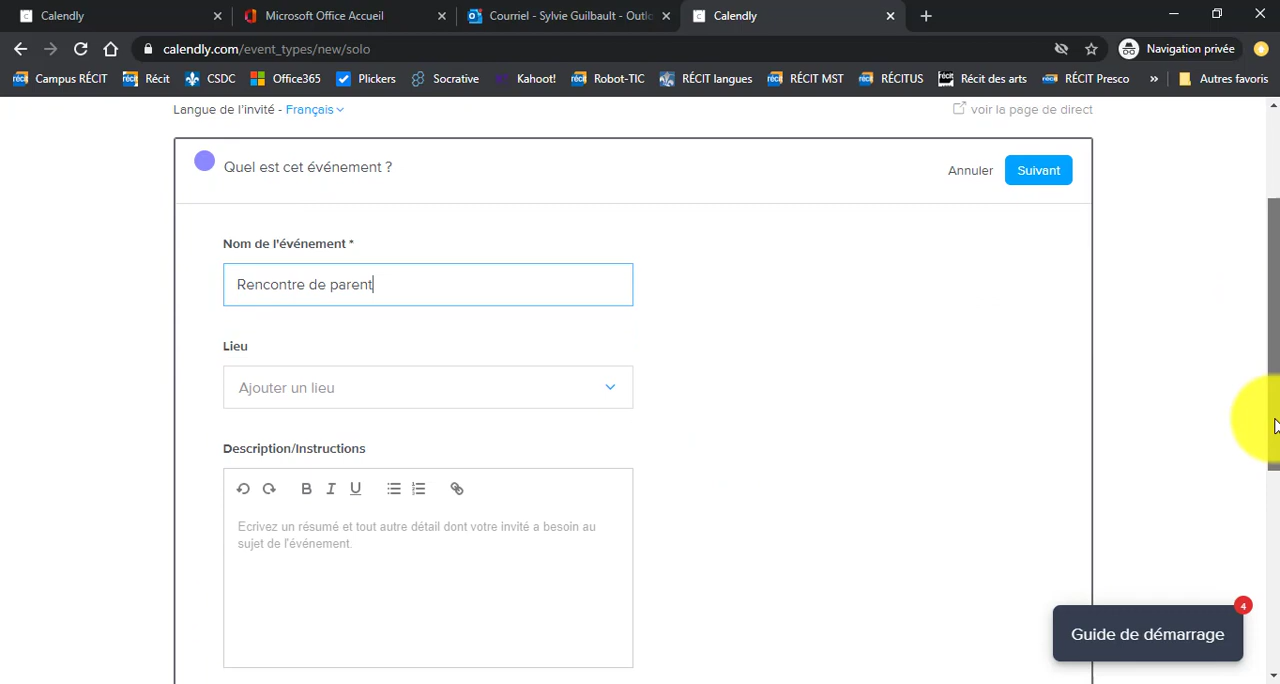 Calendly
Microsoft Office Accueil
Courriel - Sylvie Guilbault - Outlo
Calendly
calendly.com/event_types/new/solo
Navigation privée
Campus RÉCIT
Récit
CSDC
Office365
Plickers
Socrative
Kahoot!
Robot-TIC
RÉCIT langues
RÉCIT MST
RÉCITUS
Récit des arts
RÉCIT Presco
»
Autres favoris
Langue de l'invité - Français
voir la page de direct
Quel est cet événement ?
Annuler
Suivant
Nom de l'événement *
Rencontre de parent
Lieu
Ajouter un lieu
Description/Instructions
B I U
Ecrivez un résumé et tout autre détail dont votre invité a besoin au
sujet de l'événement.
4
Guide de démarrage